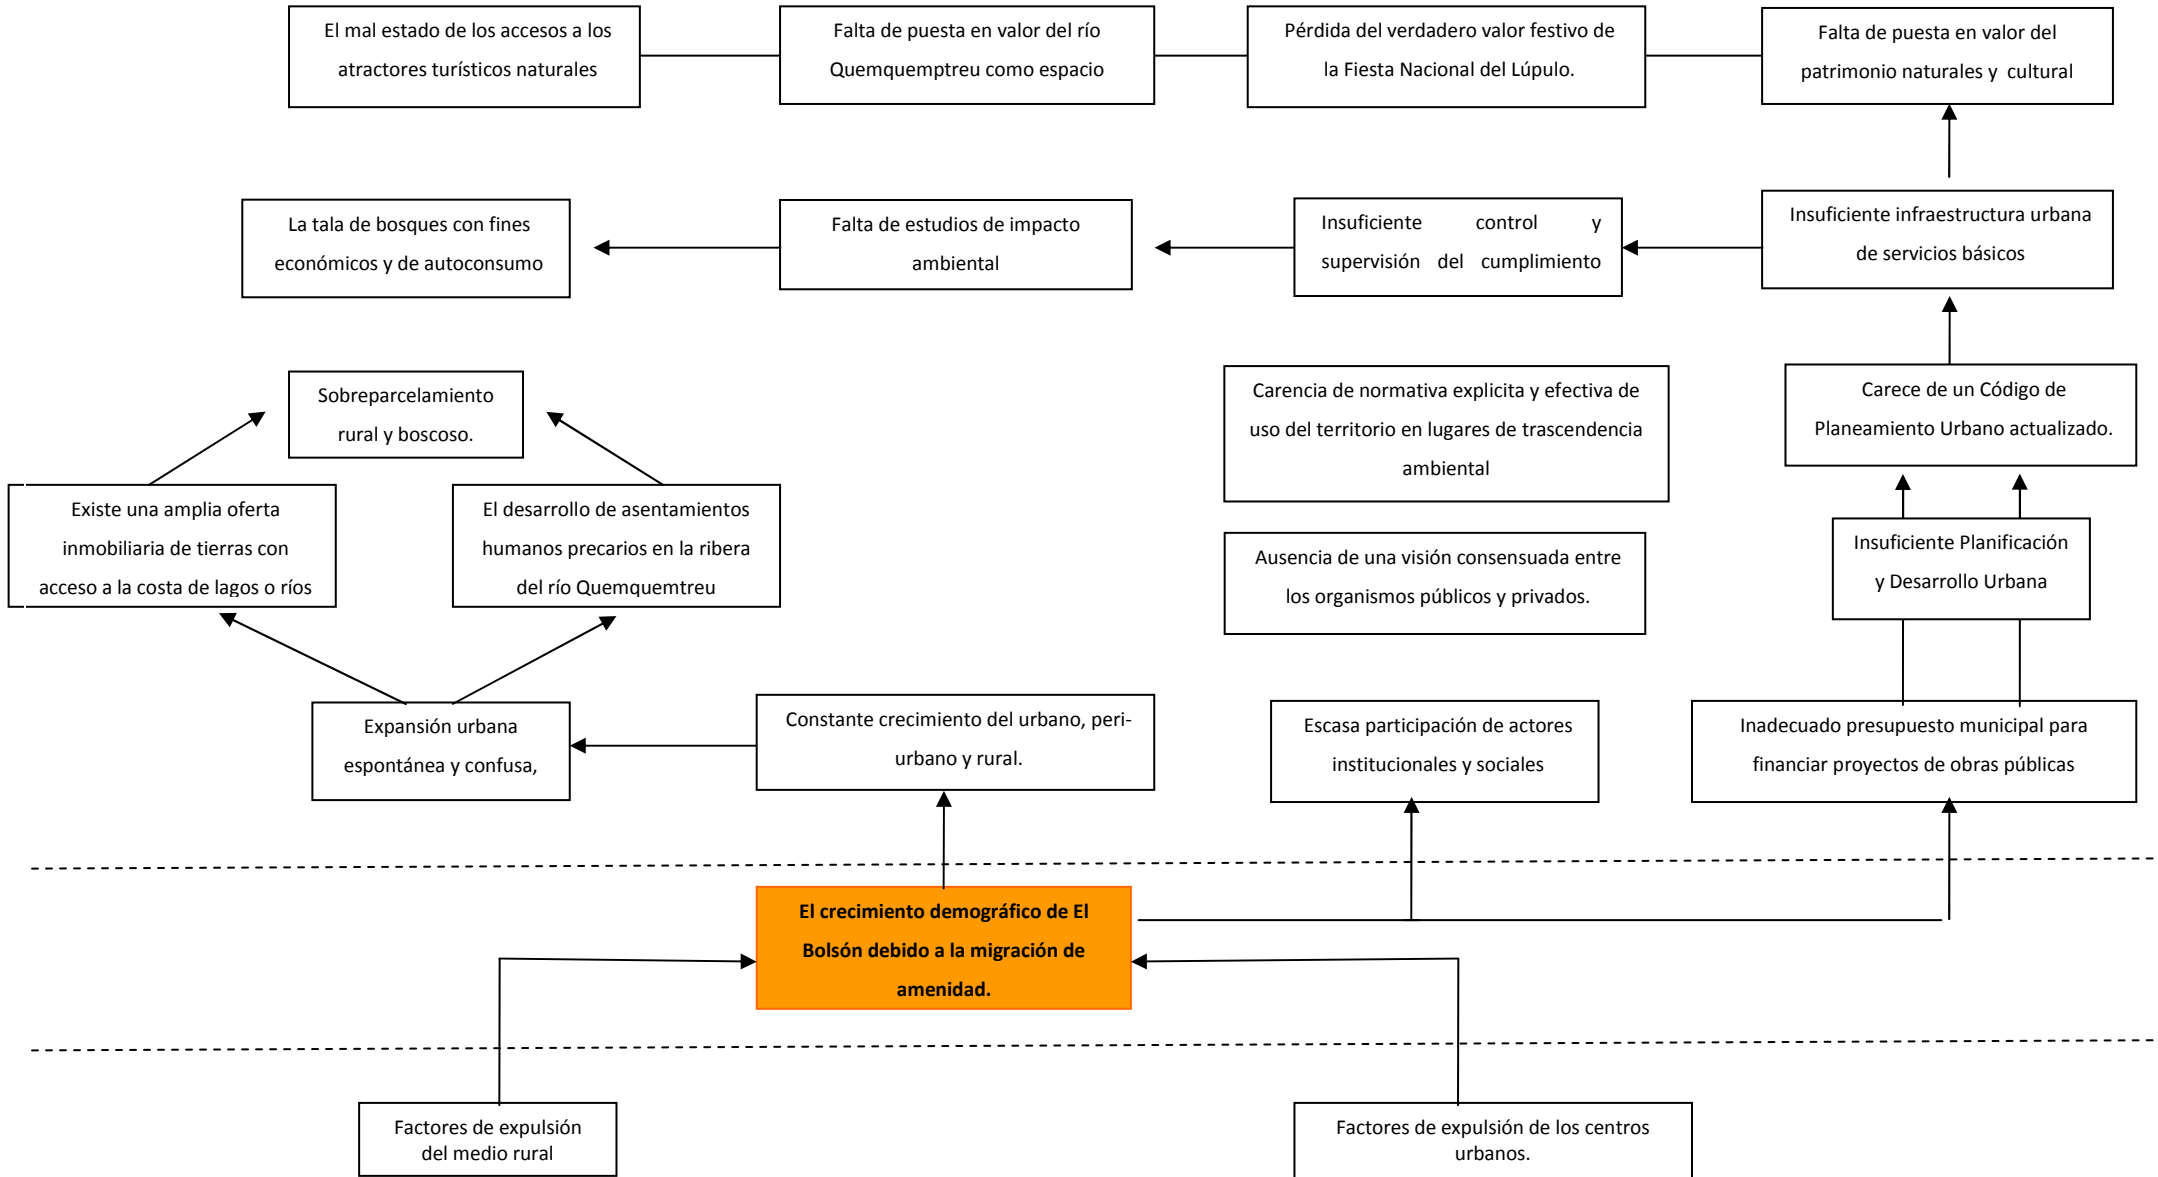 El mal estado de los accesos a los
atractores turísticos naturales
Falta de puesta en valor del río
Quemquemptreu como espacio
Pérdida del verdadero valor festivo de
la Fiesta Nacional del Lúpulo.
Falta de puesta en valor del
patrimonio naturales y cultural
La tala de bosques con fines
económicos y de autoconsumo
Falta de estudios de impacto
ambiental
Insuficiente control y
supervisión del cumplimiento
Insuficiente infraestructura urbana
de servicios básicos
Sobreparcelamiento
rural y boscoso.
Carencia de normativa explicita y efectiva de
uso del territorio en lugares de trascendencia
ambiental
Carece de un Código de
Planeamiento Urbano actualizado.
Existe una amplia oferta
inmobiliaria de tierras con
acceso a la costa de lagos o ríos
El desarrollo de asentamientos
humanos precarios en la ribera
del río Quemquemtreu
Ausencia de una visión consensuada entre
los organismos públicos y privados.
Insuficiente Planificación
y Desarrollo Urbana
Expansión urbana
espontánea y confusa,
Constante crecimiento del urbano, peri-
urbano y rural.
Escasa participación de actores
institucionales y sociales
Inadecuado presupuesto municipal para
financiar proyectos de obras públicas
El crecimiento demográfico de El
Bolsón debido a la migración de
amenidad.
Factores de expulsión
del medio rural
Factores de expulsión de los centros
urbanos.